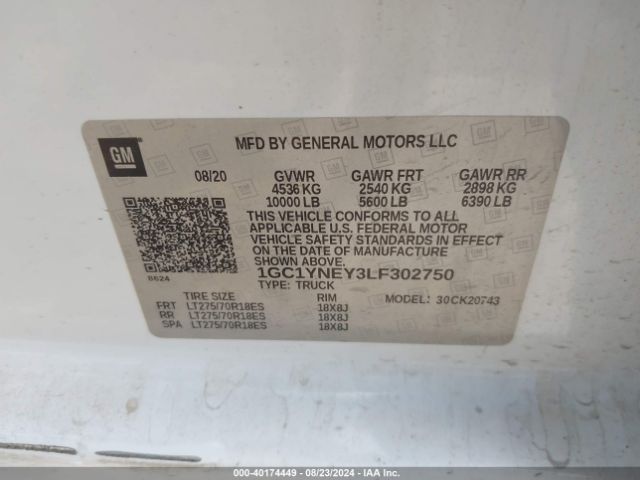 GM
MFD BY GENERAL MOTORS LLC
08/20 GVWR GAWR FRT GAWR RR
4536 KG 2540 KG 2898 KG
10000 LB 5600 LB 6390 LB
THIS VEHICLE CONFORMS TO ALL
APPLICABLE U.S. FEDERAL MOTOR
VEHICLE SAFETY STANDARDS IN EFFECT
ON THE DATE OF MANUFACTURE
SHOWN ABOVE.
8624
1GC1YNEY3LF302750
TYPE: TRUCK
TIRE SIZE RIM MODEL: 30CK20743
FRT LT275/70R18ES 18X8J
RR LT275/70R18ES 18X8J
SPA LT275/70R18ES 18X8J
000-40174449 - 08/23/2024 - IAA Inc.